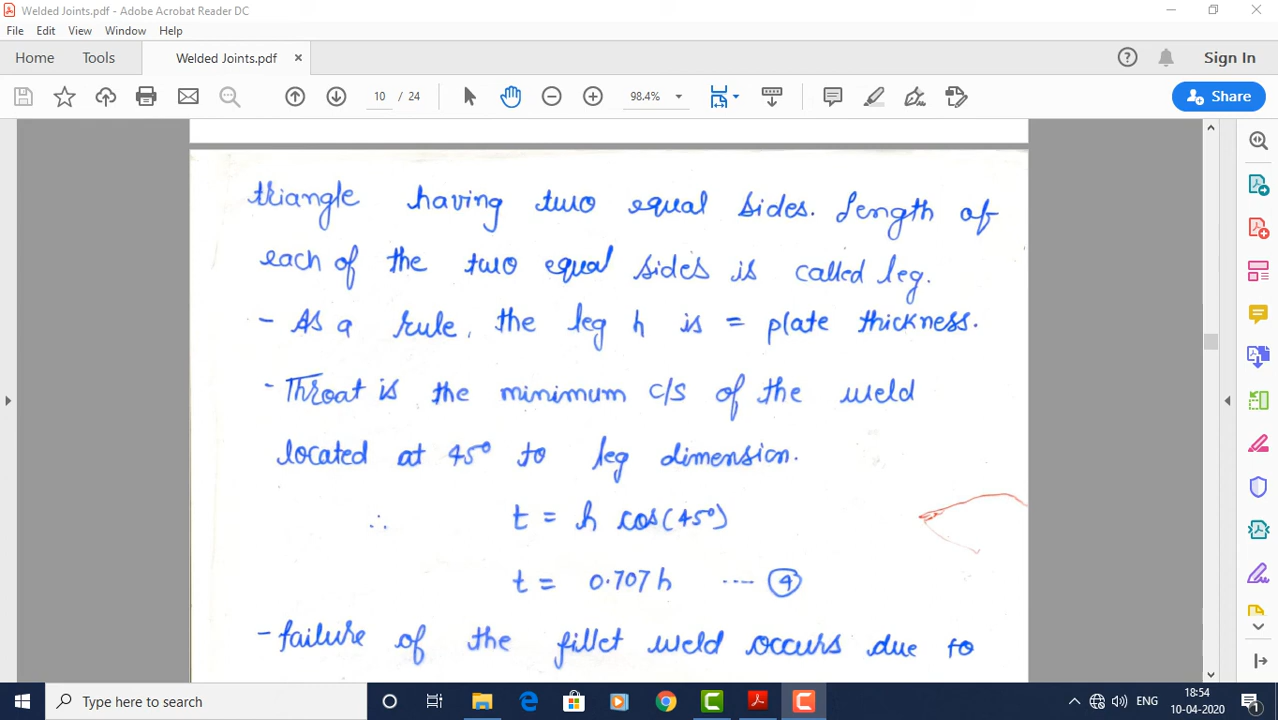 Welded Joints.pdf - Adobe Acrobat Reader DC
File Edit View Window Help
Home Tools Welded Joints.pdf × Sign In
10 / 24 98.4% Share
triangle having two equal sides. Length of
each of the two equal sides is called leg.
- As a rule, the leg h is = plate thickness.
- Throat is the minimum c/s of the weld
located at 45° to leg dimension.
∴ t = h cos(45°)
t = 0.707h ---- ④
- failure of the fillet weld occurs due to
Type here to search
ENG 18:54
10-04-2020 1